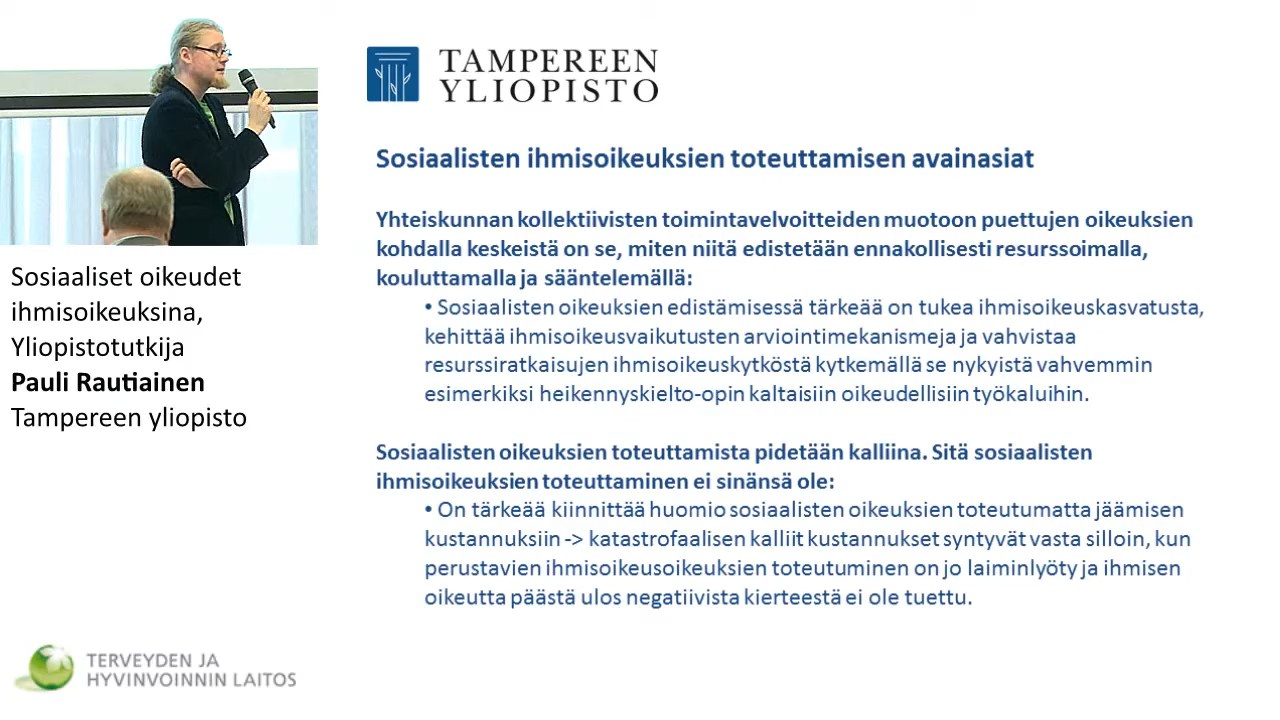 TAMPEREEN
YLIOPISTO
Sosiaalisten ihmisoikeuksien toteuttamisen avainasiat
Yhteiskunnan kollektiivisten toimintavelvoitteiden muotoon puettujen oikeuksien
kohdalla keskeistä on se, miten niitä edistetään ennakollisesti resurssoimalla,
kouluttamalla ja sääntelemällä:
• Sosiaalisten oikeuksien edistämisessä tärkeää on tukea ihmisoikeuskasvatusta,
kehittää ihmisoikeusvaikutusten arviointimekanismeja ja vahvistaa
resurssiratkaisujen ihmisoikeuskytköstä kytkemällä se nykyistä vahvemmin
esimerkiksi heikennyskielto-opin kaltaisiin oikeudellisiin työkaluihin.
Sosiaalisten oikeuksien toteuttamista pidetään kalliina. Sitä sosiaalisten
ihmisoikeuksien toteuttaminen ei sinänsä ole:
• On tärkeää kiinnittää huomio sosiaalisten oikeuksien toteutumatta jäämisen
kustannuksiin -> katastrofaalisen kalliit kustannukset syntyvät vasta silloin, kun
perustavien ihmisoikeusoikeuksien toteutuminen on jo laiminlyöty ja ihmisen
oikeutta päästä ulos negatiivista kierteestä ei ole tuettu.
Sosiaaliset oikeudet
ihmisoikeuksina,
Yliopistotutkija
Pauli Rautiainen
Tampereen yliopisto
TERVEYDEN JA
HYVINVOINNIN LAITOS